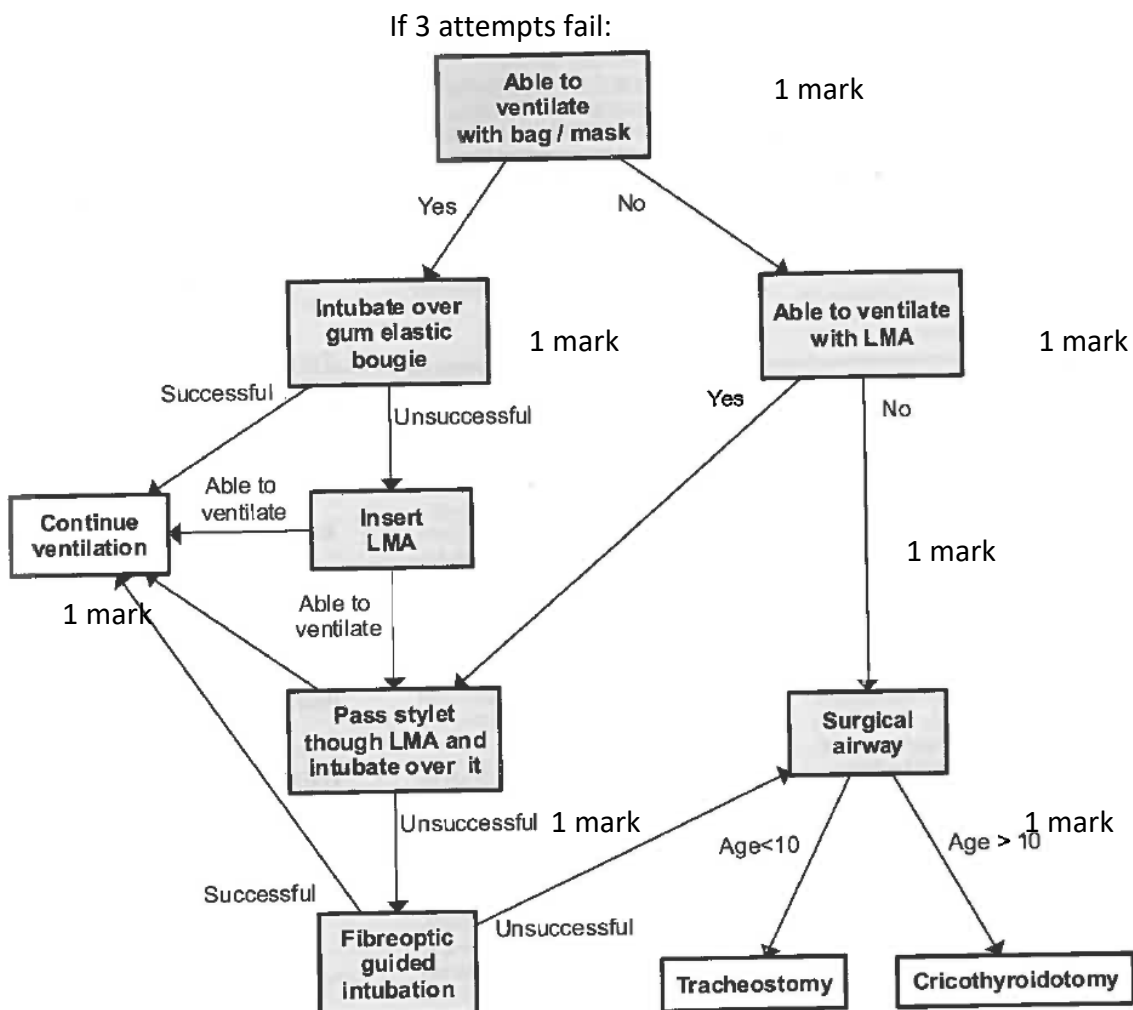 If 3 attempts fail:
Able to
ventilate
with bag / mask
1 mark
Yes
No
Intubate over
gum elastic
bougie
1 mark
Able to ventilate
with LMA
1 mark
Successful
Unsuccessful
Yes
No
Continue
ventilation
Able to
ventilate
Insert
LMA
1 mark
1 mark
Able to
ventilate
Pass stylet
though LMA and
intubate over it
Surgical
airway
Unsuccessful
1 mark
Age<10
Age > 10
1 mark
Successful
Unsuccessful
Fibreoptic
guided
intubation
Tracheostomy
Cricothyroidotomy